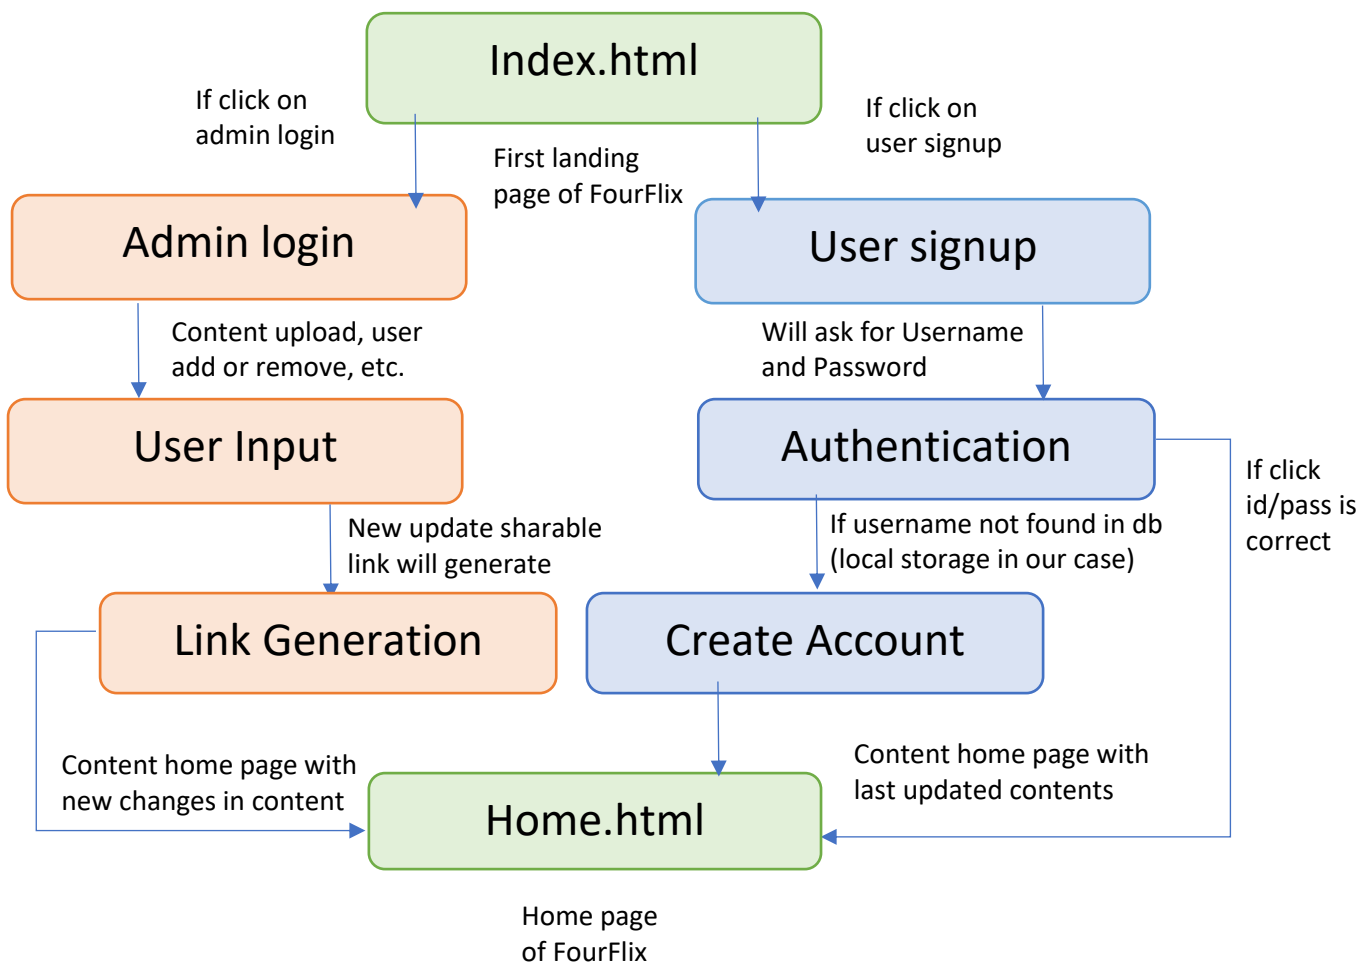 Index.html
If click on
admin login
If click on
user signup
First landing
page of FourFlix
Admin login
User signup
Content upload, user
add or remove, etc.
Will ask for Username
and Password
User Input
Authentication
If click
id/pass is
correct
New update sharable
link will generate
If username not found in db
(local storage in our case)
Link Generation
Create Account
Content home page with
new changes in content
Content home page with
last updated contents
Home.html
Home page
of FourFlix